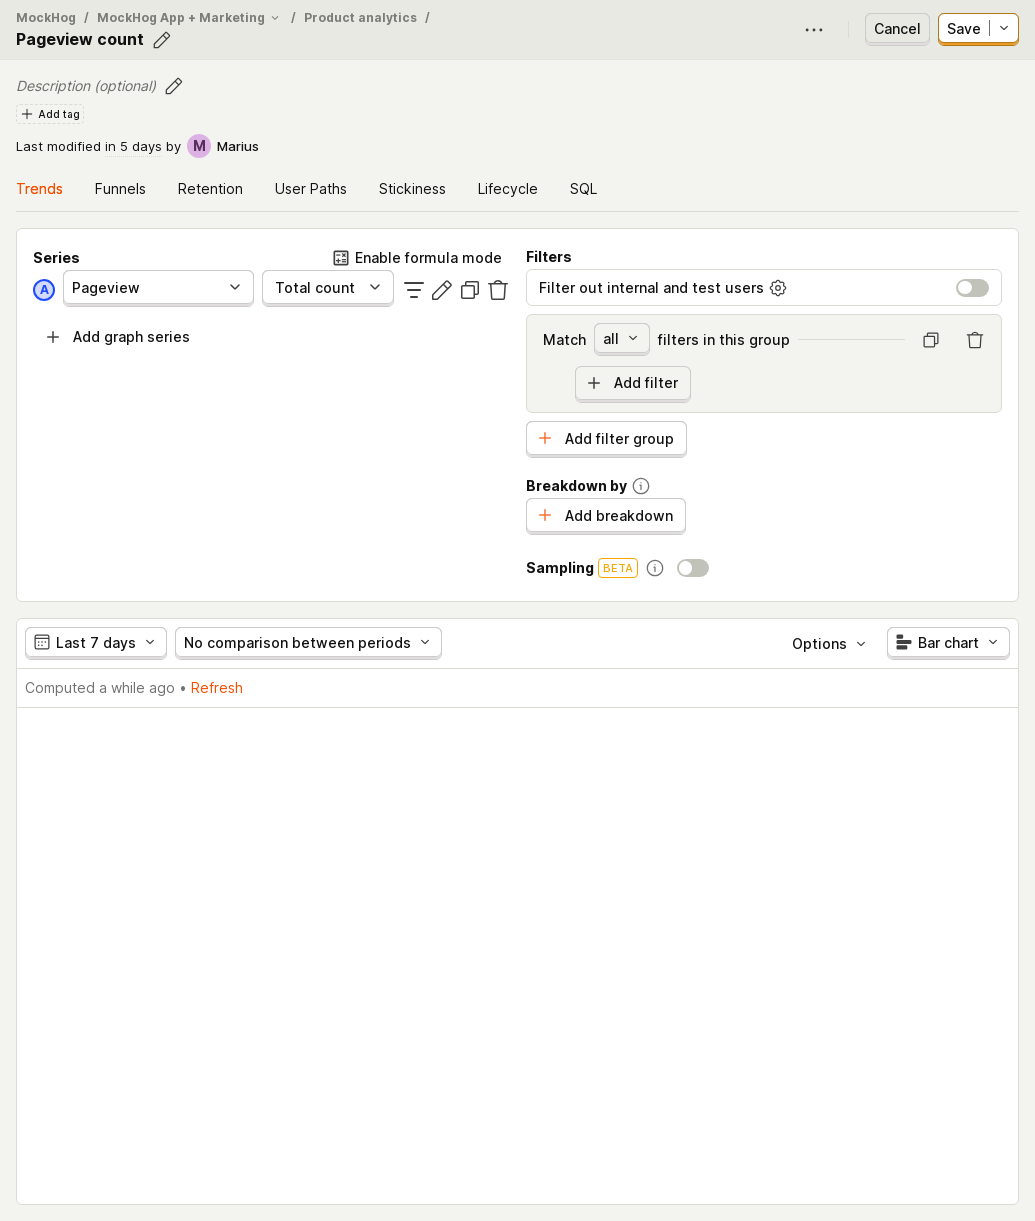 MockHog / MockHog App + Marketing / Product analytics /
Pageview count
Cancel
Save
Description (optional)
Add tag
Last modified in 5 days by M Marius
Trends Funnels Retention User Paths Stickiness Lifecycle SQL
Series
Enable formula mode
A Pageview Total count
Add graph series
Filters
Filter out internal and test users
Match all filters in this group
Add filter
Add filter group
Breakdown by
Add breakdown
Sampling BETA
Last 7 days No comparison between periods Options Bar chart
Computed a while ago • Refresh